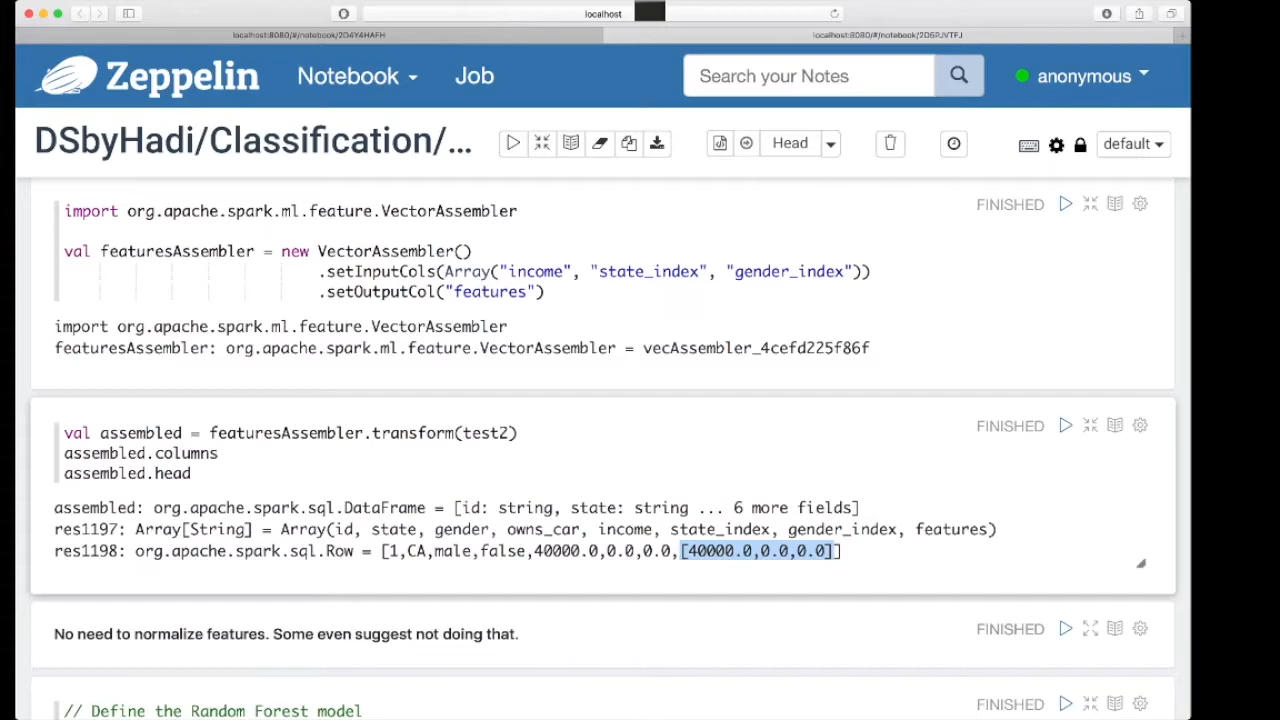 localhost
localhost:8080/#/notebook/2D4Y4HAFH
localhost:8080/#/notebook/2D5PJVTFJ
Zeppelin Notebook Job Search your Notes anonymous
DSbyHadi/Classification/... Head default
import org.apache.spark.ml.feature.VectorAssembler FINISHED
val featuresAssembler = new VectorAssembler()
.setInputCols(Array("income", "state_index", "gender_index"))
.setOutputCol("features")
import org.apache.spark.ml.feature.VectorAssembler
featuresAssembler: org.apache.spark.ml.feature.VectorAssembler = vecAssembler_4cefd225f86f
val assembled = featuresAssembler.transform(test2) FINISHED
assembled.columns
assembled.head
assembled: org.apache.spark.sql.DataFrame = [id: string, state: string ... 6 more fields]
res1197: Array[String] = Array(id, state, gender, owns_car, income, state_index, gender_index, features)
res1198: org.apache.spark.sql.Row = [1,CA,male,false,40000.0,0.0,0.0,[40000.0,0.0,0.0]]
No need to normalize features. Some even suggest not doing that. FINISHED
// Define the Random Forest model FINISHED